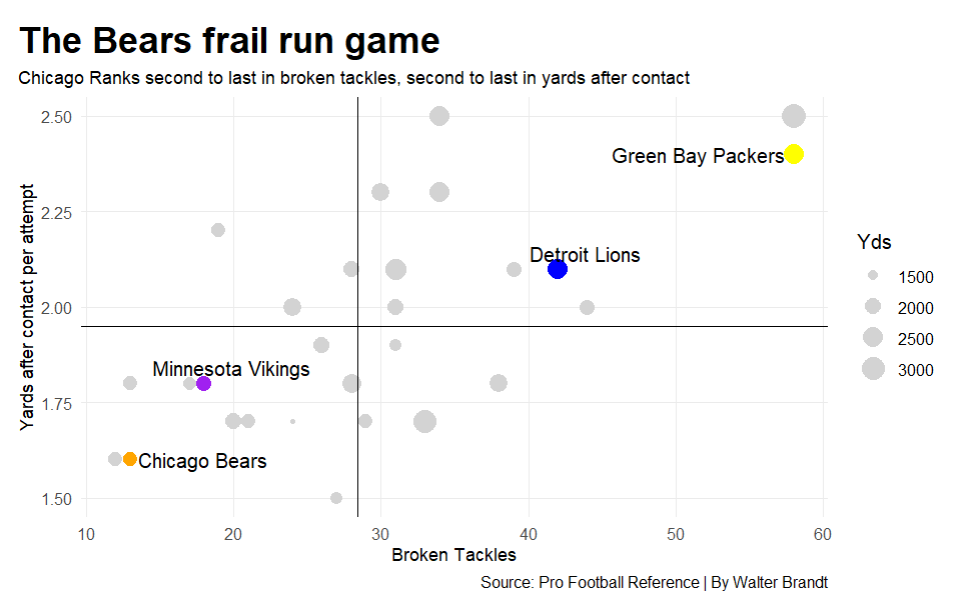 The Bears frail run game
Chicago Ranks second to last in broken tackles, second to last in yards after contact
Yards after contact per attempt
2.50
2.25
2.00
1.75
1.50
Green Bay Packers
Detroit Lions
Minnesota Vikings
Chicago Bears
10 20 30 40 50 60
Broken Tackles
Yds
1500
2000
2500
3000
Source: Pro Football Reference | By Walter Brandt